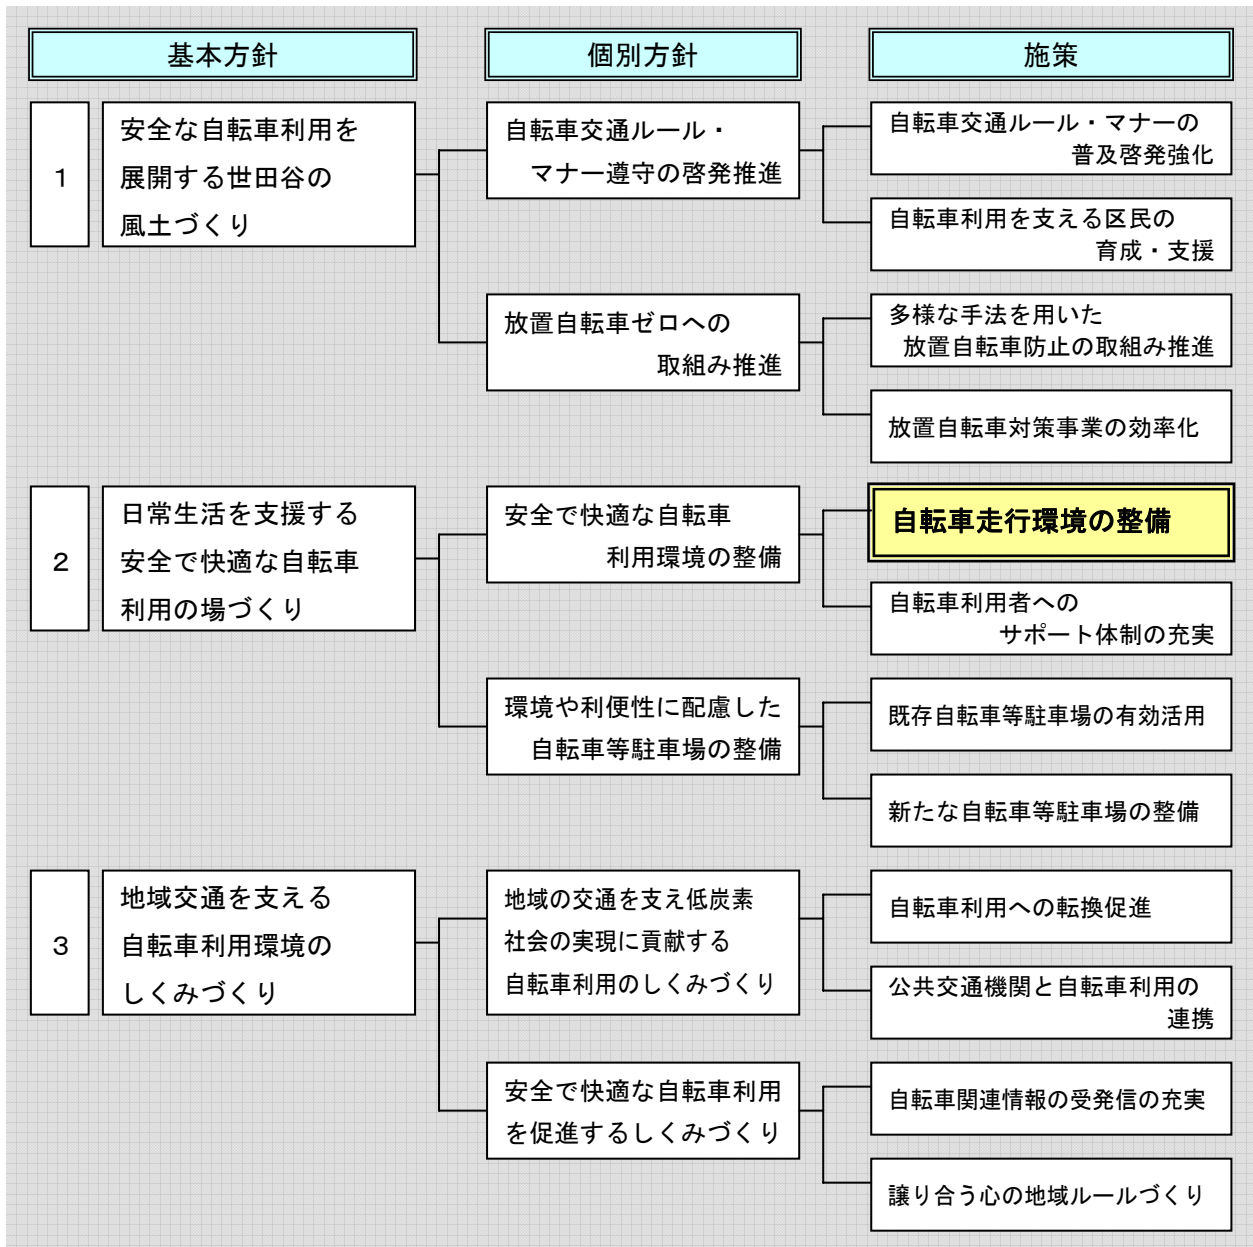 基本方針
個別方針
施策
1
安全な自転車利用を
展開する世田谷の
風土づくり
自転車交通ルール・
マナー遵守の啓発推進
自転車交通ルール・マナーの
普及啓発強化
自転車利用を支える区民の
育成・支援
放置自転車ゼロへの
取組み推進
多様な手法を用いた
放置自転車防止の取組み推進
放置自転車対策事業の効率化
2
日常生活を支援する
安全で快適な自転車
利用の場づくり
安全で快適な自転車
利用環境の整備
自転車走行環境の整備
自転車利用者への
サポート体制の充実
環境や利便性に配慮した
自転車等駐車場の整備
既存自転車等駐車場の有効活用
新たな自転車等駐車場の整備
3
地域交通を支える
自転車利用環境の
しくみづくり
地域の交通を支え低炭素
社会の実現に貢献する
自転車利用のしくみづくり
自転車利用への転換促進
公共交通機関と自転車利用の
連携
安全で快適な自転車利用
を促進するしくみづくり
自転車関連情報の受発信の充実
譲り合う心の地域ルールづくり